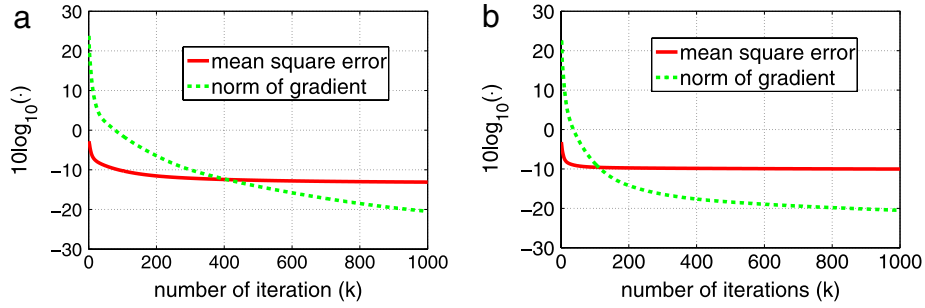 a
30
20
10
0
−10
−20
−30
10log10(·)
mean square error
norm of gradient
0 200 400 600 800 1000
number of iteration (k)
b
30
20
10
0
−10
−20
−30
10log10(·)
mean square error
norm of gradient
0 200 400 600 800 1000
number of iterations (k)